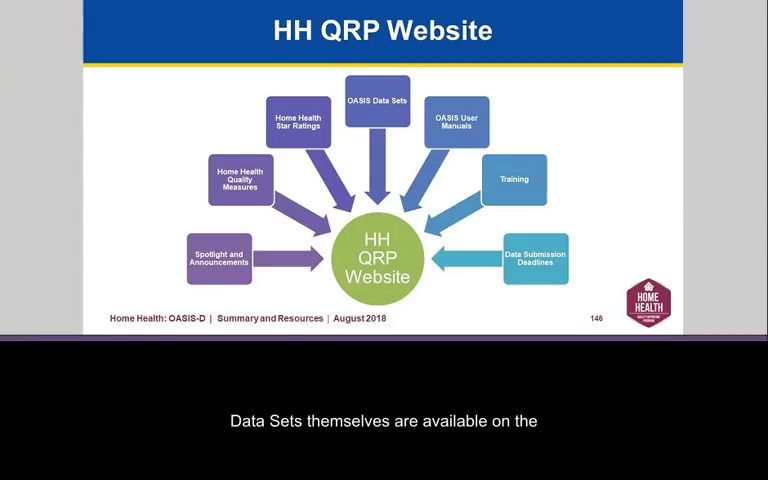 HH QRP Website
OASIS Data Sets
Home Health
Star Ratings
OASIS User
Manuals
Home Health
Quality
Measures
Training
Spotlight and
Announcements
HH
QRP
Website
Data Submission
Deadlines
HOME
HEALTH
Home Health: OASIS-D | Summary and Resources | August 2018
146
Data Sets themselves are available on the